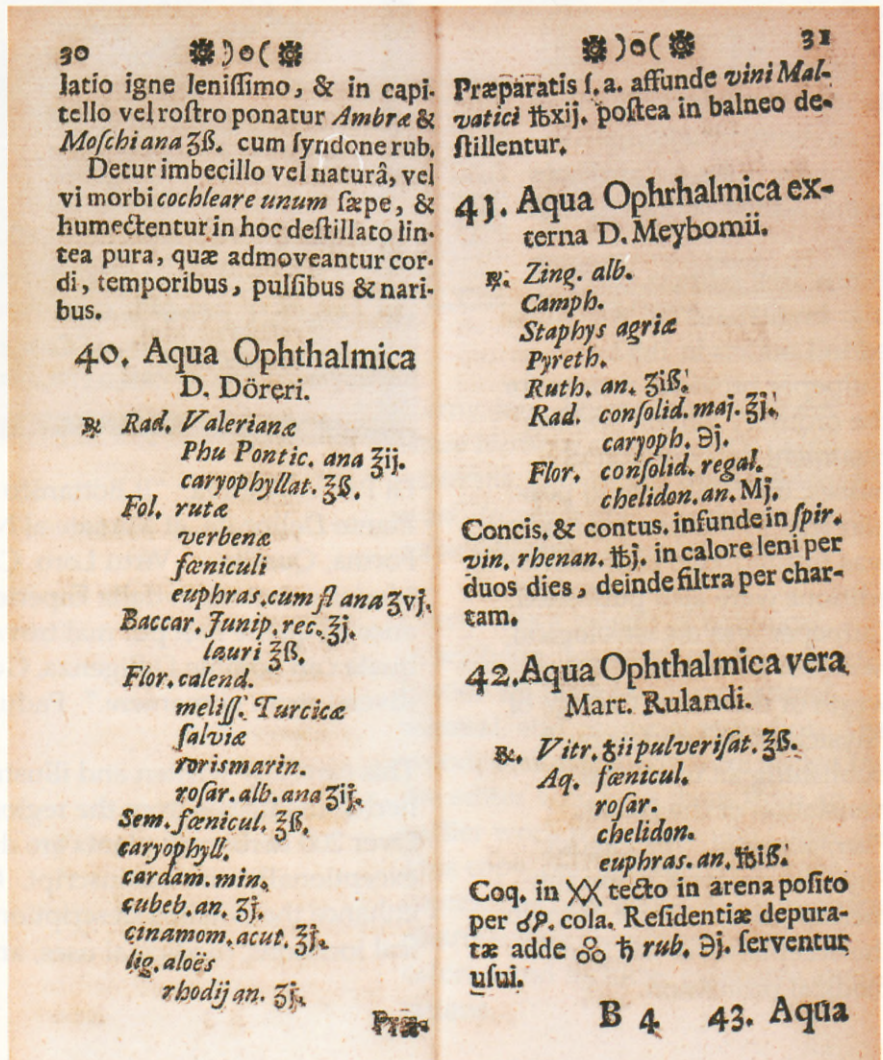 30 ❁)o(❁
latio igne leniſſimo, & in capi-
tello vel roſtro ponatur Ambræ &
Moſchi ana ʒß. cum ſyndone rub.
Detur imbecillo vel naturâ, vel
vi morbi cochleare unum ſæpe, &
humectentur in hoc deſtillato lin-
tea pura, quæ admoveantur cor-
di, temporibus, pulſibus & nari-
bus.
40. Aqua Ophthalmica
D. Döreri.
℞ Rad. Valerianæ
Phu Pontic. ana ℥ij.
caryophyllat. ℥ß.
Fol. rutæ
verbenæ
fœniculi
euphras. cum fl ana ʒvj.
Baccar. Junip. rec. ℥j.
lauri ℥ß.
Flor. calend.
meliſſ. Turcicæ
ſalviæ
rorismarin.
roſar. alb. ana ʒij.
Sem. fœnicul. ℥ß.
caryophyll.
cardam. min.
cubeb. an. ʒj.
cinamom. acut. ℥j.
lig. aloës
rhodij an. ʒj.
Præ-
❁)o(❁ 31
Præparatis ſ. a. affunde vini Mal-
vatici ℔xij. poſtea in balneo de-
ſtillentur.
41. Aqua Ophrhalmica ex-
terna D. Meybomii.
℞. Zing. alb.
Camph.
Staphys agriæ
Pyreth.
Ruth. an. ʒiß.
Rad. conſolid. maj. ℥j.
caryoph. ℈j.
Flor. conſolid. regal.
chelidon. an. Mj.
Concis. & contus. infunde in ſpir.
vin. rhenan. ℔j. in calore leni per
duos dies, deinde filtra per char-
tam.
42. Aqua Ophthalmica vera
Mart. Rulandi.
℞. Vitr. ii pulveriſat. ℥ß.
Aq. fœnicul.
roſar.
chelidon.
euphras. an. ℔iß.
Coq. in XX tecto in arena poſito
per cola. Reſidentiæ depura-
tæ adde ♄ rub. ℈j. ſerventur
uſui.
B 4 43. Aqua